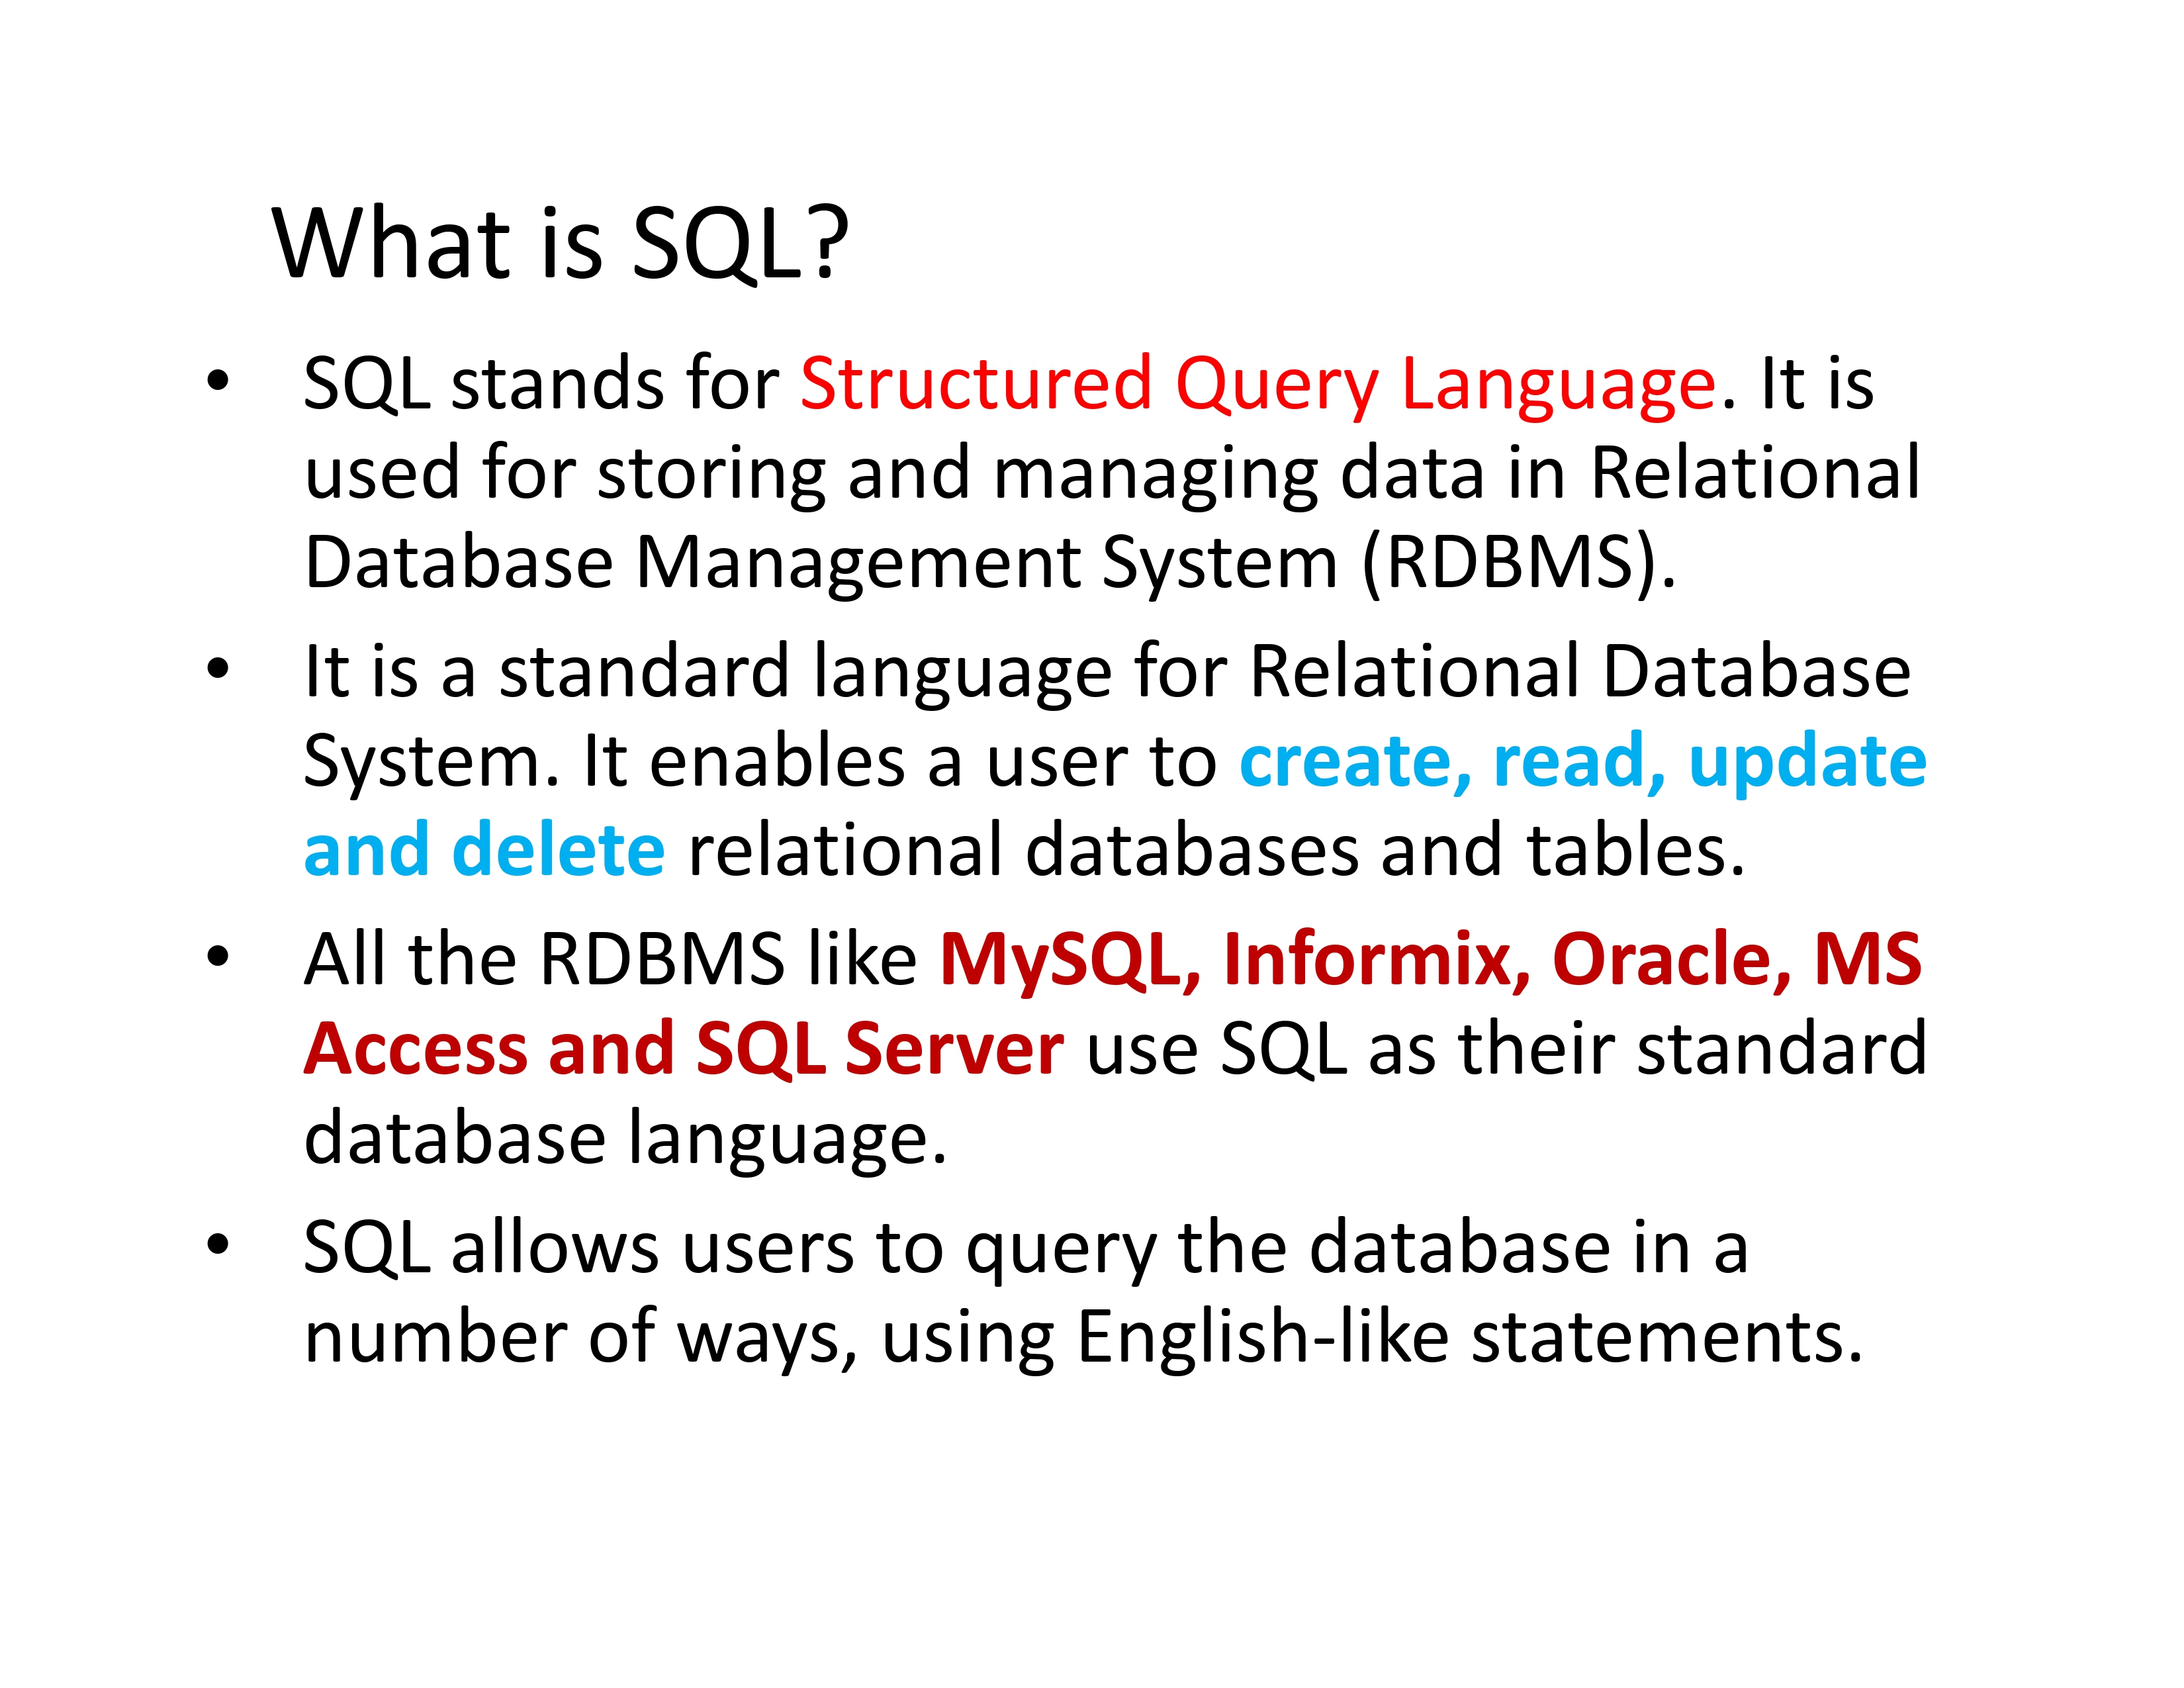 What is SQL?
• SQL stands for Structured Query Language. It is
used for storing and managing data in Relational
Database Management System (RDBMS).
• It is a standard language for Relational Database
System. It enables a user to create, read, update
and delete relational databases and tables.
• All the RDBMS like MySQL, Informix, Oracle, MS
Access and SQL Server use SQL as their standard
database language.
• SQL allows users to query the database in a
number of ways, using English-like statements.